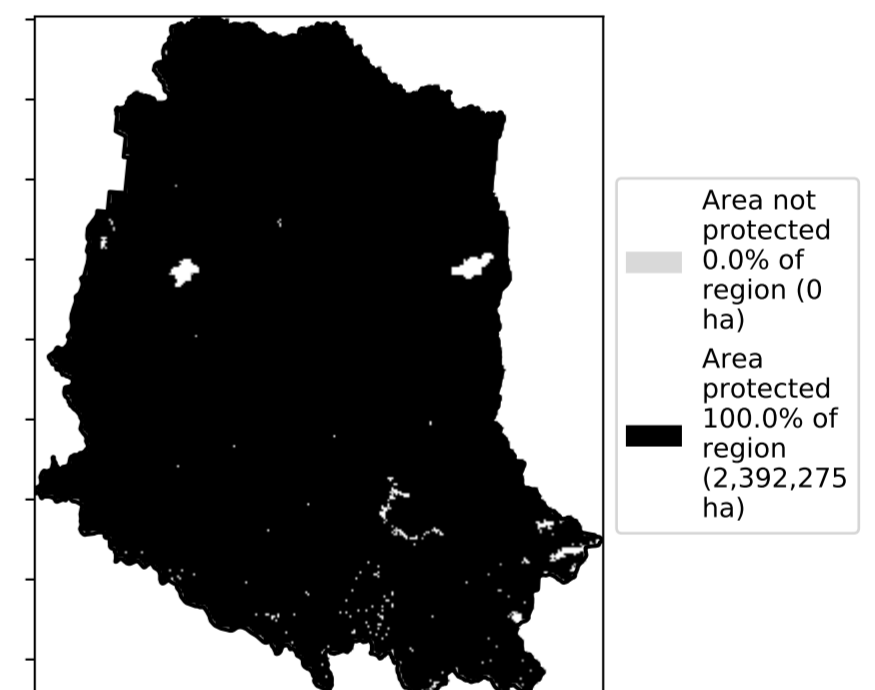 Area not
protected
0.0% of
region (0
ha)
Area
protected
100.0% of
region
(2,392,275
ha)